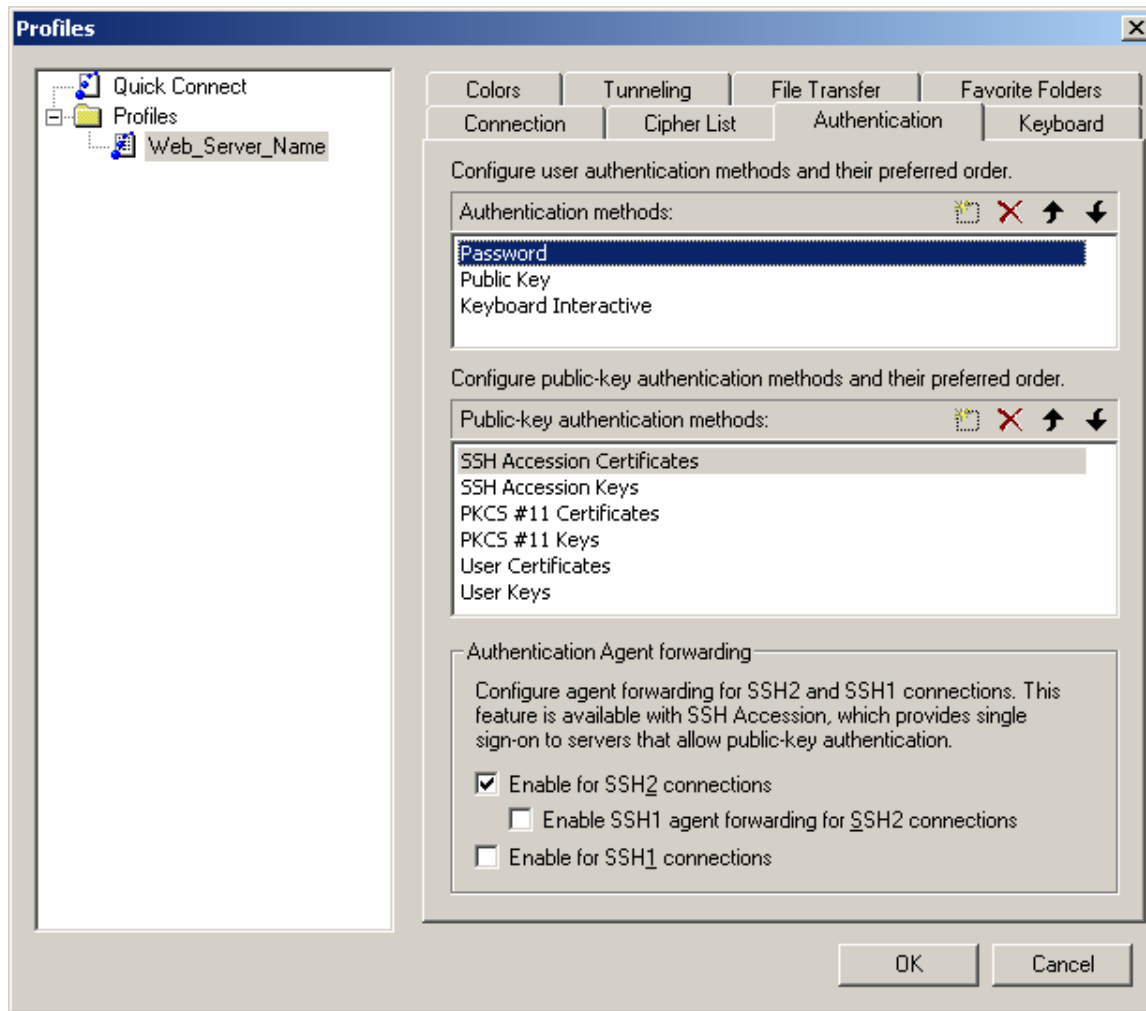 Profiles
Quick Connect
Profiles
Web_Server_Name
Colors
Tunneling
File Transfer
Favorite Folders
Connection
Cipher List
Authentication
Keyboard
Configure user authentication methods and their preferred order.
Authentication methods:
Password
Public Key
Keyboard Interactive
Configure public-key authentication methods and their preferred order.
Public-key authentication methods:
SSH Accession Certificates
SSH Accession Keys
PKCS #11 Certificates
PKCS #11 Keys
User Certificates
User Keys
Authentication Agent forwarding
Configure agent forwarding for SSH2 and SSH1 connections. This
feature is available with SSH Accession, which provides single
sign-on to servers that allow public-key authentication.
Enable for SSH2 connections
Enable SSH1 agent forwarding for SSH2 connections
Enable for SSH1 connections
OK
Cancel